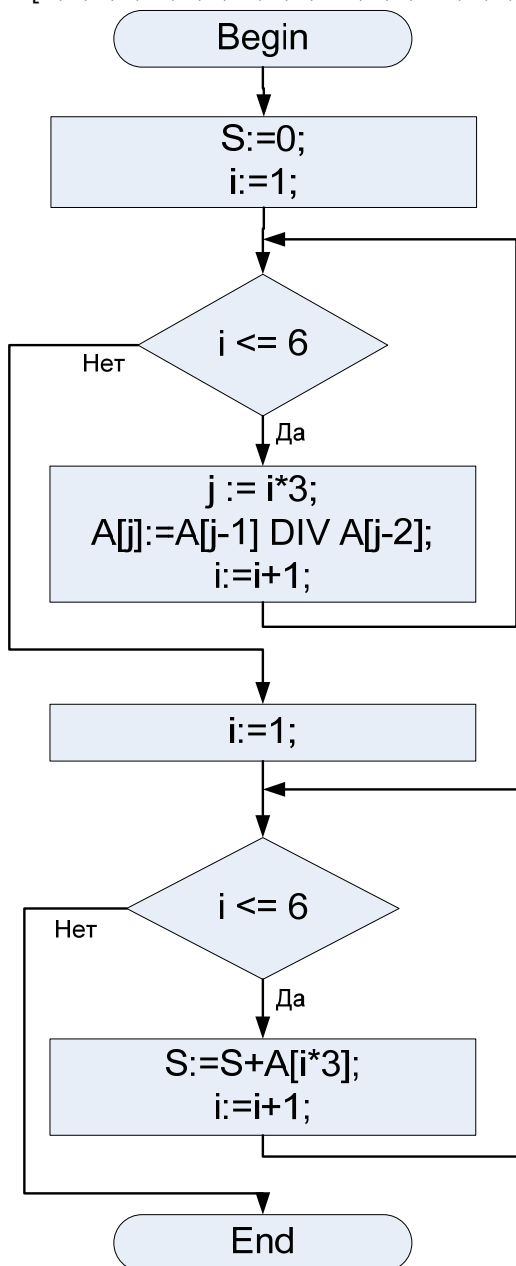 Begin
S:=0;
i:=1;
i <= 6
Нет
Да
j := i*3;
A[j]:=A[j-1] DIV A[j-2];
i:=i+1;
i:=1;
i <= 6
Нет
Да
S:=S+A[i*3];
i:=i+1;
End